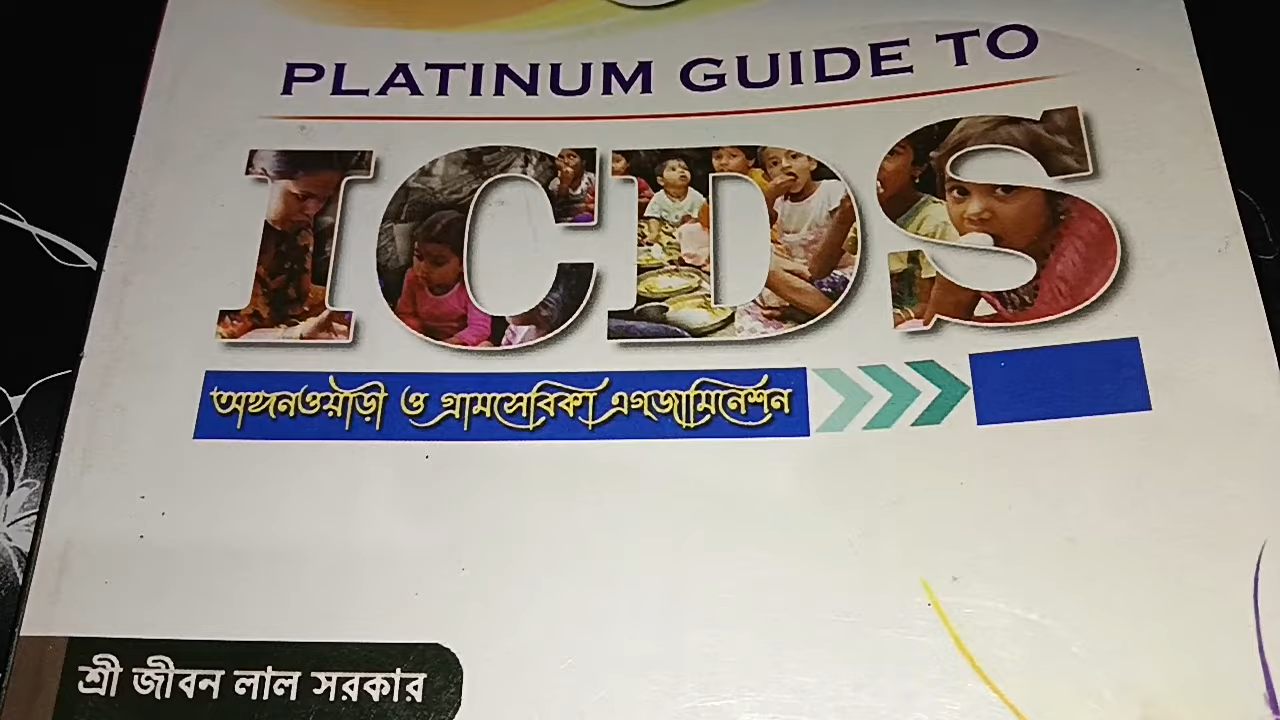 PLATINUM GUIDE TO
ICDS
অঙ্গনওয়াড়ী ও গ্রামসেবিকা এগজামিনেশন
শ্রী জীবন লাল সরকার